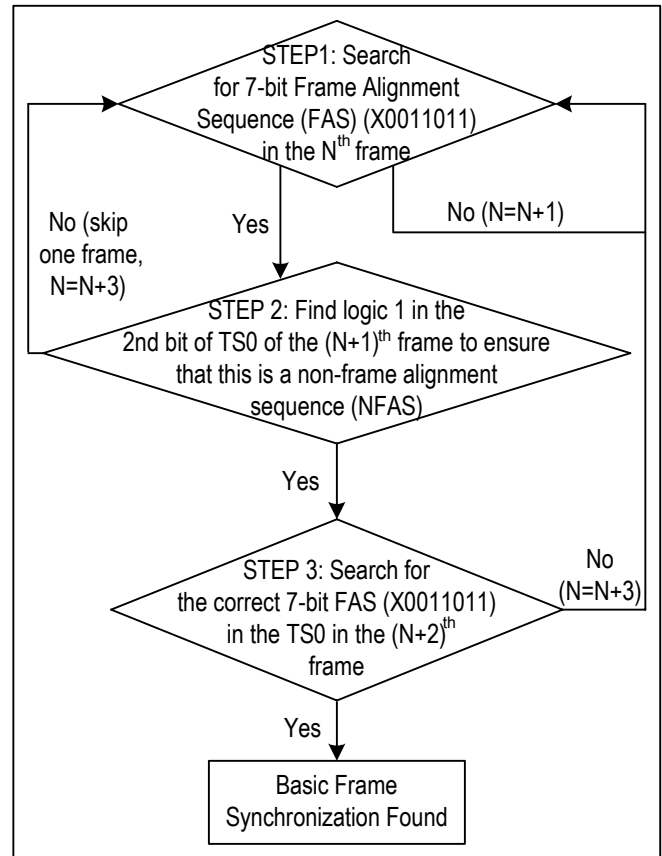 STEP1: Search
for 7-bit Frame Alignment
Sequence (FAS) (X0011011)
in the Nth frame
No (skip
one frame,
N=N+3)
Yes
No (N=N+1)
STEP 2: Find logic 1 in the
2nd bit of TS0 of the (N+1)th frame to ensure
that this is a non-frame alignment
sequence (NFAS)
Yes
STEP 3: Search for
the correct 7-bit FAS (X0011011)
in the TS0 in the (N+2)th
frame
No
(N=N+3)
Yes
Basic Frame
Synchronization Found